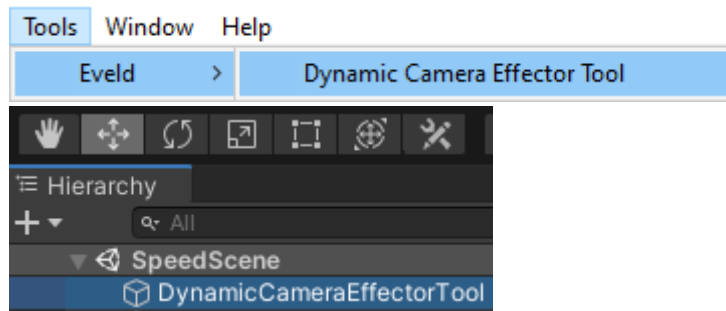 Tools Window Help
Eveld > Dynamic Camera Effector Tool
Hierarchy
All
SpeedScene
DynamicCameraEffectorTool